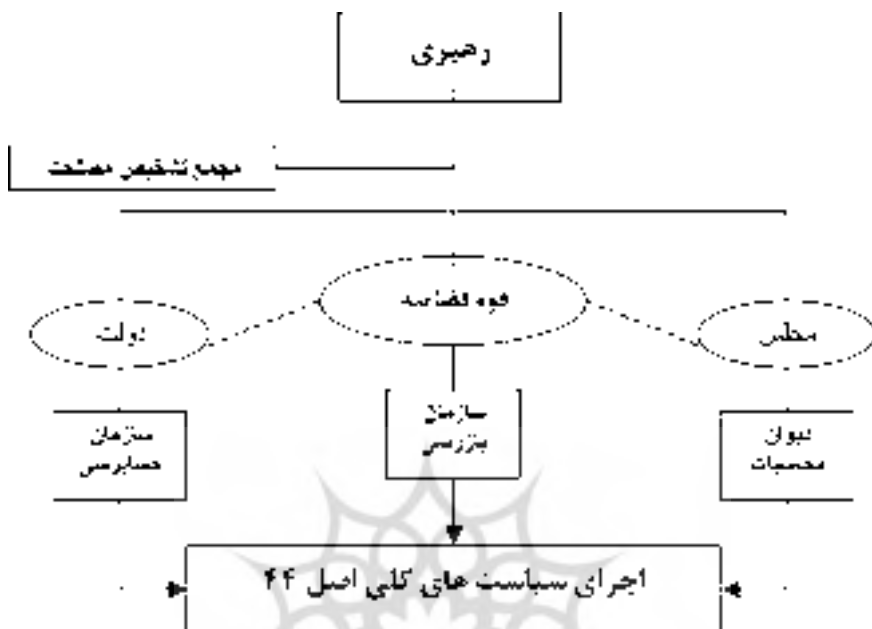 رهبری
مجمع تشخیص مصلحت
قوه قضاییه
دولت
مجلس
سازمان
بازرسی
سازمان
حسابرسی
دیوان
محسبات
اجرای سیاست های کلی اصل ۴۴